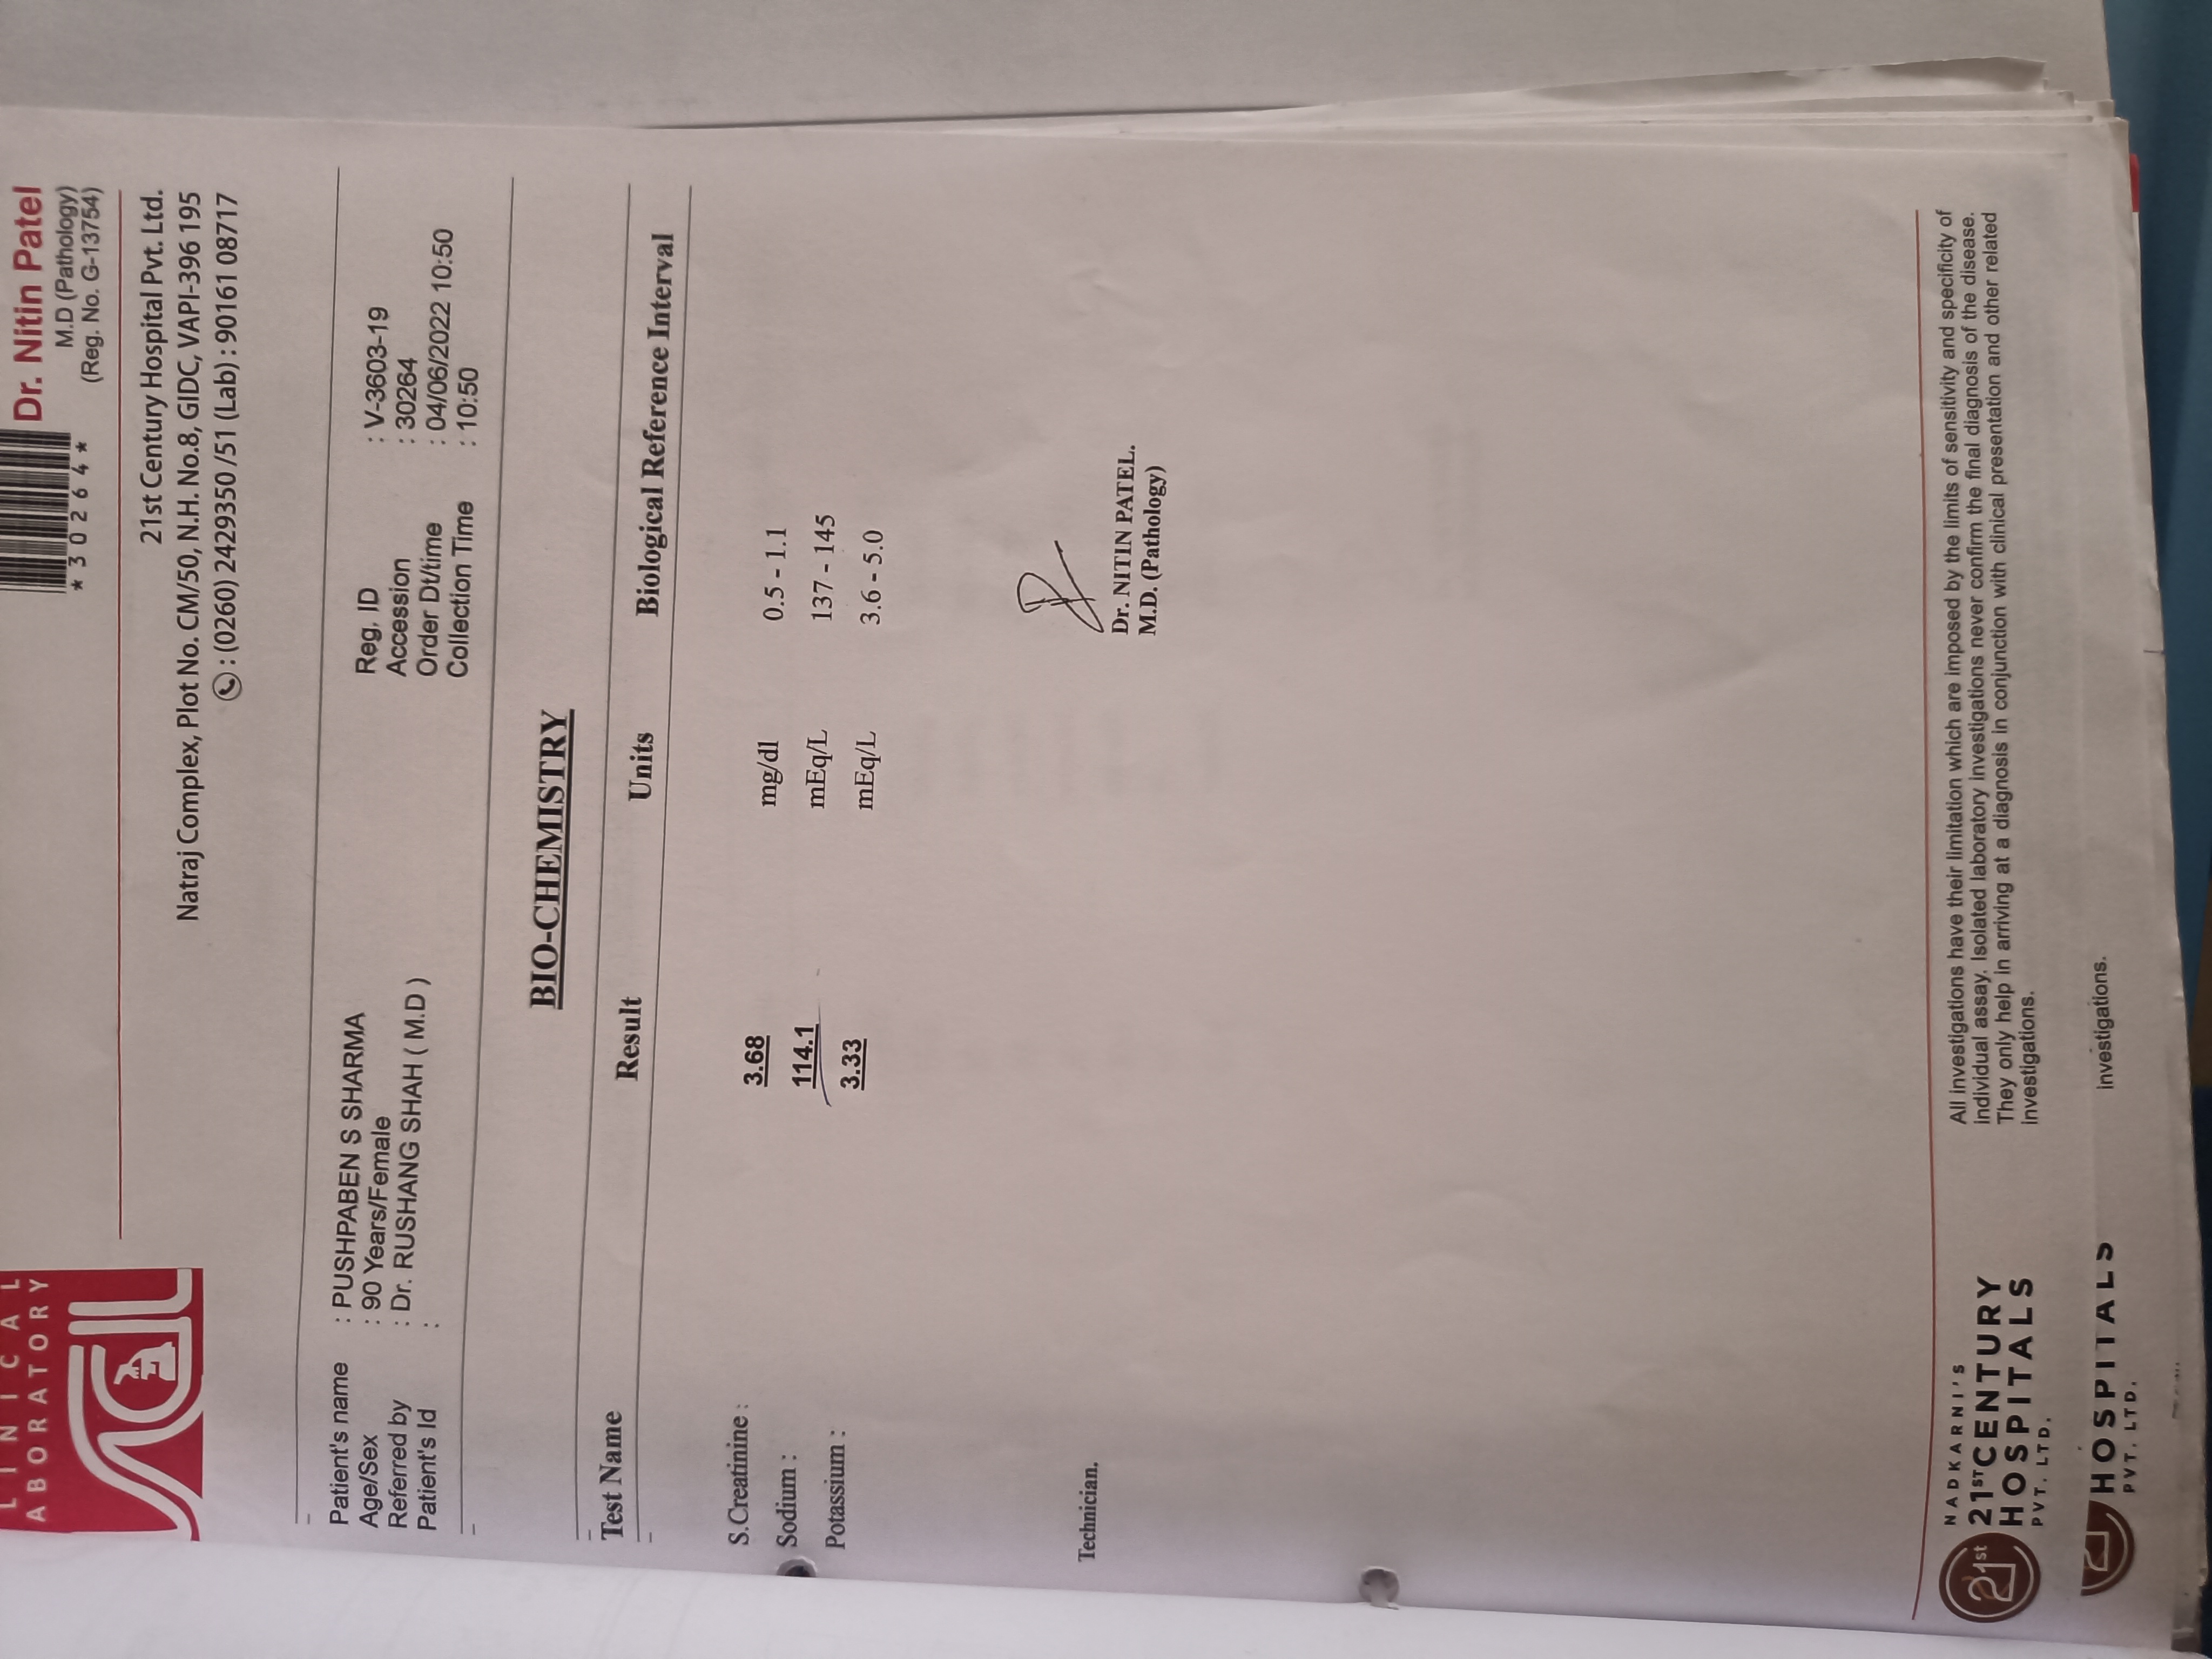 LINICAL
ABORATORY
*30264*
Dr. Nitin Patel
M.D (Pathology)
(Reg. No. G-13754)
21st Century Hospital Pvt. Ltd.
Natraj Complex, Plot No. CM/50, N.H. No.8, GIDC, VAPI-396 195
: (0260) 2429350 /51 (Lab) : 90161 08717
Patient's name : PUSHPABEN S SHARMA
Age/Sex : 90 Years/Female
Referred by : Dr. RUSHANG SHAH ( M.D )
Patient's Id :
Reg. ID : V-3603-19
Accession : 30264
Order Dt/time : 04/06/2022 10:50
Collection Time : 10:50
BIO-CHEMISTRY
Test Name Result Units Biological Reference Interval
S.Creatinine : 3.68 mg/dl 0.5 - 1.1
Sodium : 114.1 mEq/L 137 - 145
Potassium : 3.33 mEq/L 3.6 - 5.0
Technician.
Dr. NITIN PATEL.
M.D. (Pathology)
21st
NADKARNI'S
21ST CENTURY
HOSPITALS
PVT. LTD.
All investigations have their limitation which are imposed by the limits of sensitivity and specificity of
individual assay. Isolated laboratory investigations never confirm the final diagnosis of the disease.
They only help in arriving at a diagnosis in conjunction with clinical presentation and other related
investigations.
HOSPITALS
PVT. LTD.
investigations.